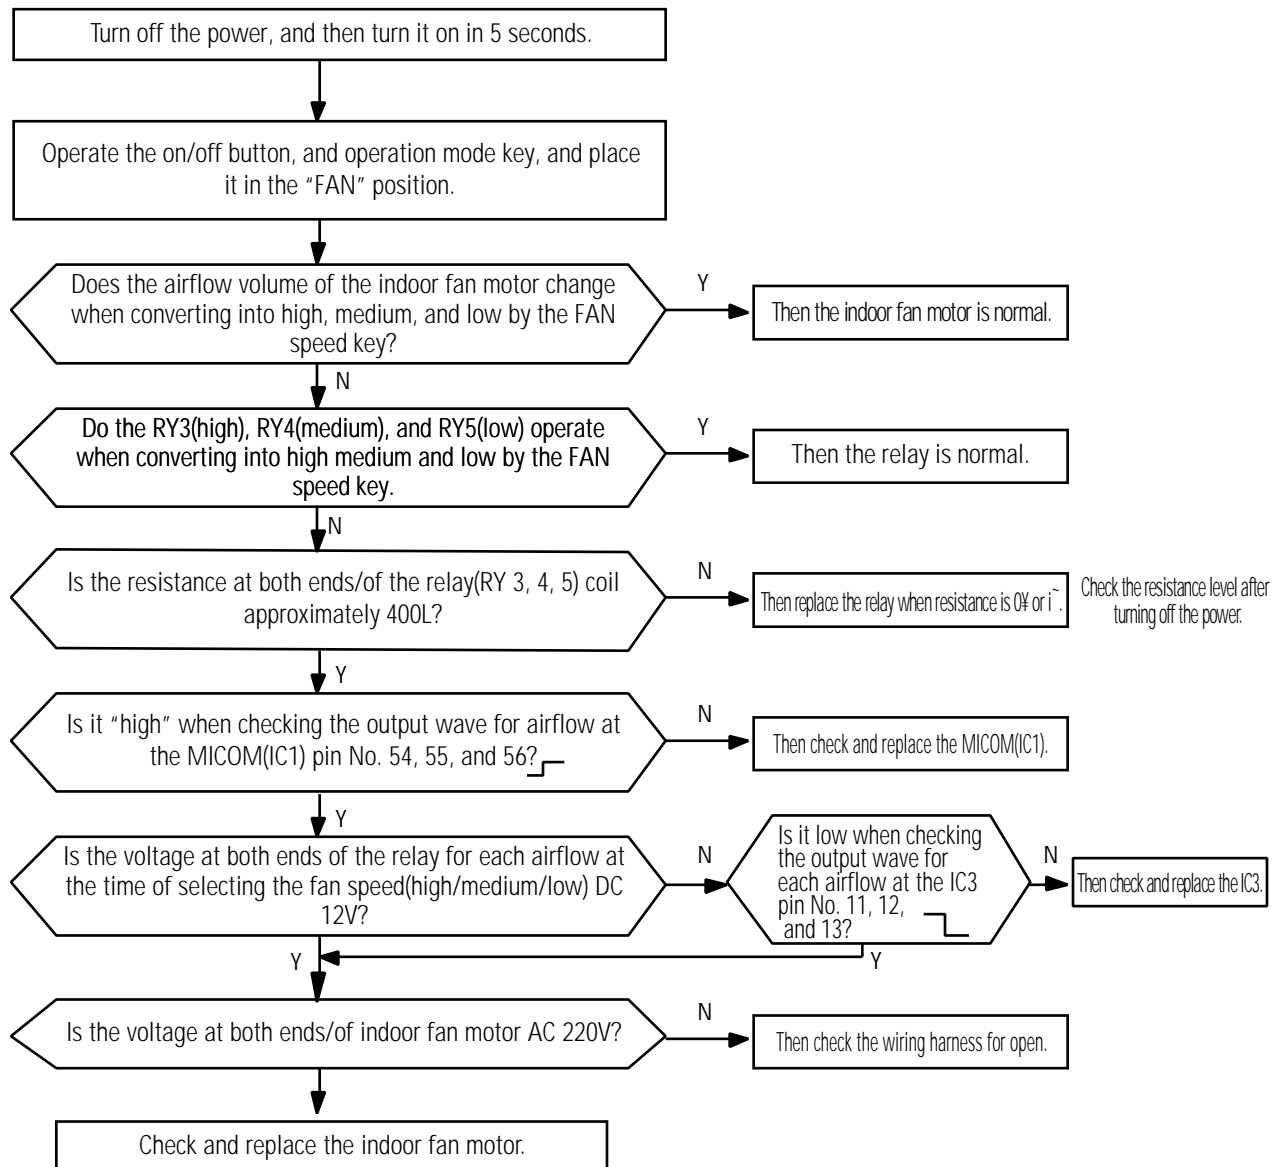 Turn off the power, and then turn it on in 5 seconds.
Operate the on/off button, and operation mode key, and place
it in the “FAN” position.
Does the airflow volume of the indoor fan motor change
when converting into high, medium, and low by the FAN
speed key?
Y
Then the indoor fan motor is normal.
N
Do the RY3(high), RY4(medium), and RY5(low) operate
when converting into high medium and low by the FAN
speed key.
Y
Then the relay is normal.
N
Is the resistance at both ends/of the relay(RY 3, 4, 5) coil
approximately 400L?
N
Then replace the relay when resistance is 0¥ or i˜.
Check the resistance level after
turning off the power.
Y
Is it “high” when checking the output wave for airflow at
the MICOM(IC1) pin No. 54, 55, and 56?
N
Then check and replace the MICOM(IC1).
Y
Is the voltage at both ends of the relay for each airflow at
the time of selecting the fan speed(high/medium/low) DC
12V?
N
Is it low when checking
the output wave for
each airflow at the IC3
pin No. 11, 12,
and 13?
N
Then check and replace the IC3.
Y
Y
Is the voltage at both ends/of indoor fan motor AC 220V?
N
Then check the wiring harness for open.
Check and replace the indoor fan motor.